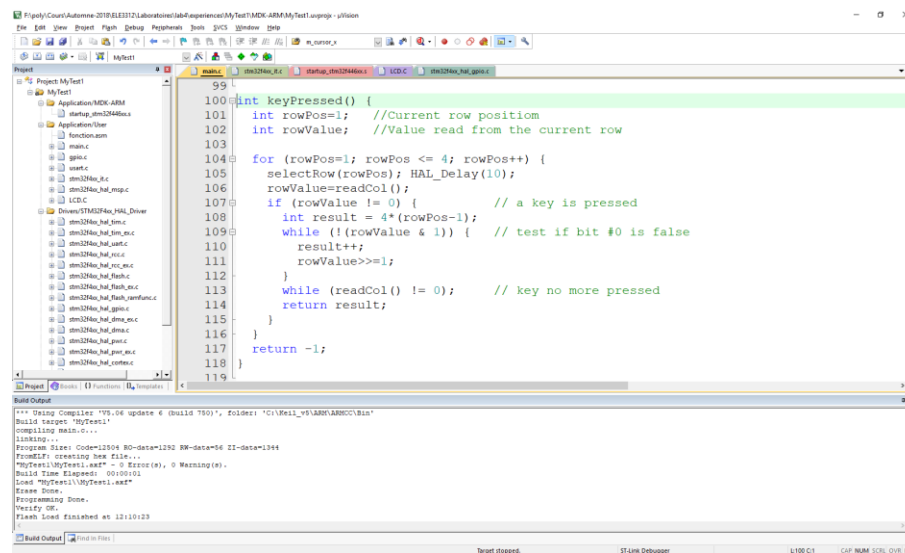 F:\poly\Cours\Automne-2018\ELE3312\Laboratoires\lab4\experiences\MyTest1\MDK-ARM\MyTest1.uvprojx - µVision
File Edit View Project Flash Debug Peripherals Tools SVCS Window Help
m_cursor_x
MyTest1
Project
main.c stm32f4xx_it.c startup_stm32f446xx.s LCD.C stm32f4xx_hal_gpio.c
Project: MyTest1
MyTest1
Application/MDK-ARM
startup_stm32f446xx.s
Application/User
fonction.asm
main.c
gpio.c
usart.c
stm32f4xx_it.c
stm32f4xx_hal_msp.c
LCD.C
Drivers/STM32F4xx_HAL_Driver
stm32f4xx_hal_tim.c
stm32f4xx_hal_tim_ex.c
stm32f4xx_hal_uart.c
stm32f4xx_hal_rcc.c
stm32f4xx_hal_rcc_ex.c
stm32f4xx_hal_flash.c
stm32f4xx_hal_flash_ex.c
stm32f4xx_hal_flash_ramfunc.c
stm32f4xx_hal_gpio.c
stm32f4xx_hal_dma_ex.c
stm32f4xx_hal_dma.c
stm32f4xx_hal_pwr.c
stm32f4xx_hal_pwr_ex.c
stm32f4xx_hal_cortex.c
99
100 int keyPressed() {
101 int rowPos=1; //Current row positiom
102 int rowValue; //Value read from the current row
103
104 for (rowPos=1; rowPos <= 4; rowPos++) {
105 selectRow(rowPos); HAL_Delay(10);
106 rowValue=readCol();
107 if (rowValue != 0) { // a key is pressed
108 int result = 4*(rowPos-1);
109 while (!(rowValue & 1)) { // test if bit #0 is false
110 result++;
111 rowValue>>=1;
112 }
113 while (readCol() != 0); // key no more pressed
114 return result;
115 }
116 }
117 return -1;
118 }
119
Project Books {} Functions Templates
Build Output
*** Using Compiler 'V5.06 update 6 (build 750)', folder: 'C:\Keil_v5\ARM\ARMCC\Bin'
Build target 'MyTest1'
compiling main.c...
linking...
Program Size: Code=12504 RO-data=1292 RW-data=56 ZI-data=1344
FromELF: creating hex file...
"MyTest1\MyTest1.axf" - 0 Error(s), 0 Warning(s).
Build Time Elapsed: 00:00:01
Load "MyTest1\\MyTest1.axf"
Erase Done.
Programming Done.
Verify OK.
Flash Load finished at 12:10:23
Build Output Find In Files
Target stopped. ST-Link Debugger L:100 C:1 CAP NUM SCRL OVR